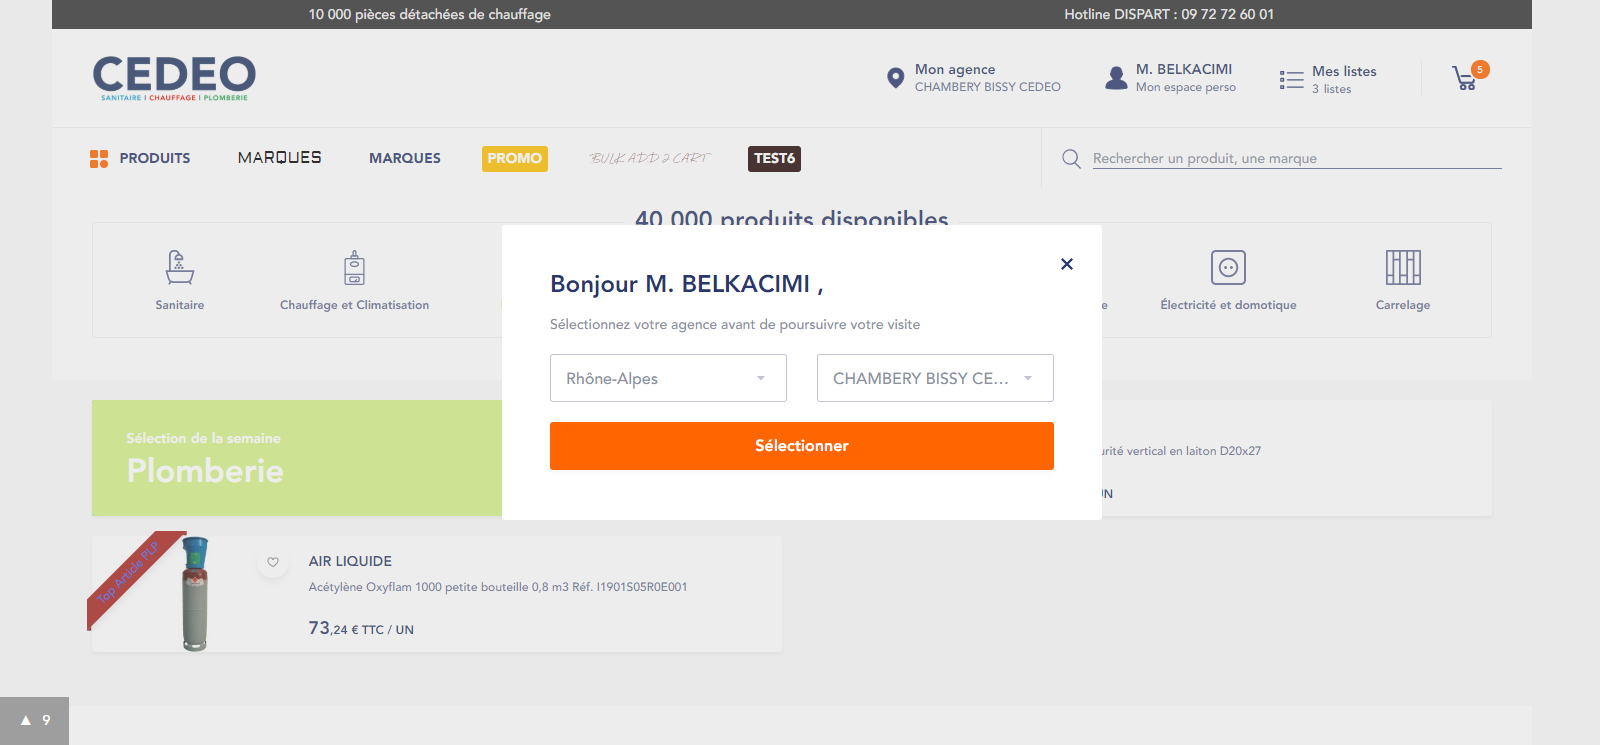 10 000 pièces détachées de chauffage
Hotline DISPART : 09 72 72 60 01
CEDEO
SANITAIRE I CHAUFFAGE I PLOMBERIE
Mon agence
CHAMBERY BISSY CEDEO
M. BELKACIMI
Mon espace perso
Mes listes
3 listes
5
PRODUITS
MARQUES
MARQUES
PROMO
BULK ADD 2 CART
TEST6
Rechercher un produit, une marque
40 000 produits disponibles
Sanitaire
Chauffage et Climatisation
e
Électricité et domotique
Carrelage
Bonjour M. BELKACIMI ,
Sélectionnez votre agence avant de poursuivre votre visite
Rhône-Alpes
CHAMBERY BISSY CE...
Sélectionner
Sélection de la semaine
Plomberie
urité vertical en laiton D20x27
UN
Top Article PLP
AIR LIQUIDE
Acétylène Oxyflam 1000 petite bouteille 0,8 m3 Réf. I1901S05R0E001
73,24 € TTC / UN
▲ 9